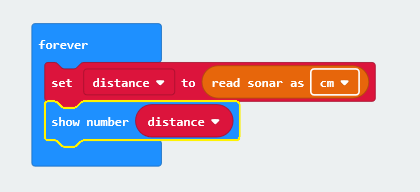 forever
set distance to read sonar as cm
show number distance